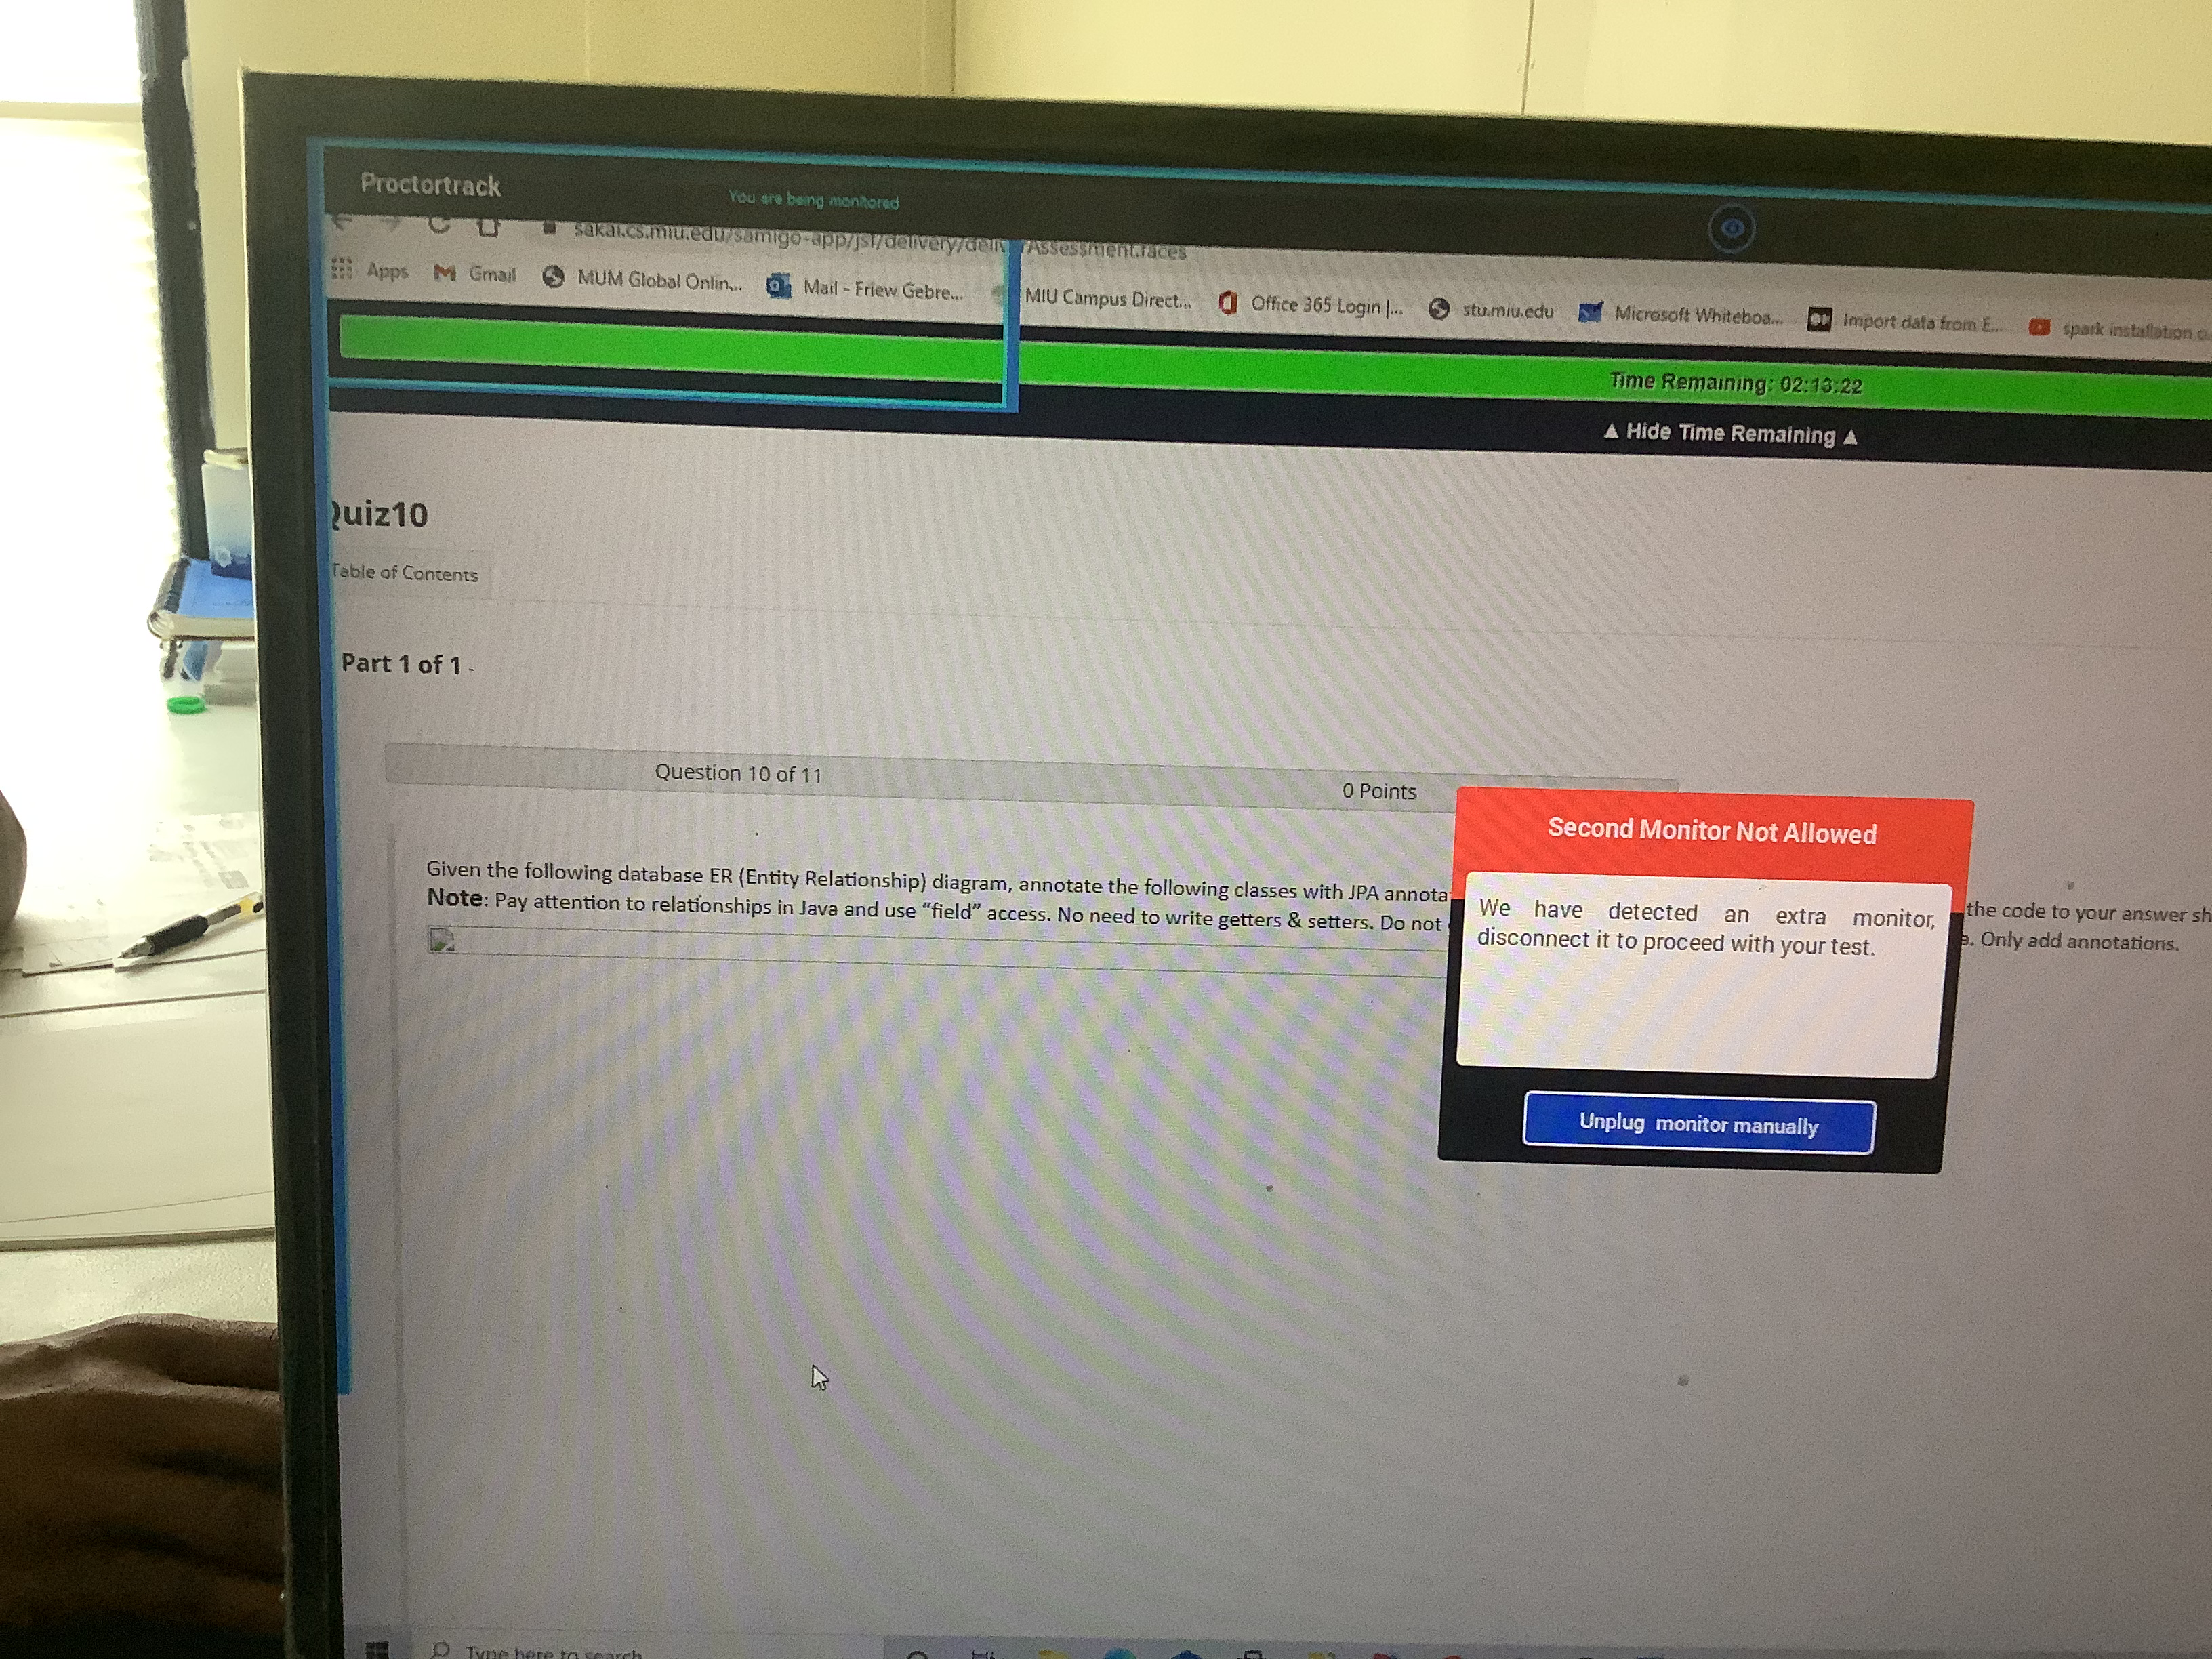 Proctortrack
You are being monitored
sakai.cs.miu.edu/samigo-app/jsf/delivery/deliv rAssessment.faces
Apps Gmail MUM Global Onlin... Mail - Friew Gebre... MIU Campus Direct... Office 365 Login |... stu.miu.edu Microsoft Whiteboa... Import data from E... spark installation
Time Remaining: 02:13:22
▲ Hide Time Remaining ▲
Quiz10
Table of Contents
Part 1 of 1 -
Question 10 of 11
0 Points
Given the following database ER (Entity Relationship) diagram, annotate the following classes with JPA annota the code to your answer sh
Note: Pay attention to relationships in Java and use “field” access. No need to write getters & setters. Do not a. Only add annotations.
Second Monitor Not Allowed
We have detected an extra monitor,
disconnect it to proceed with your test.
Unplug monitor manually
Type here to search